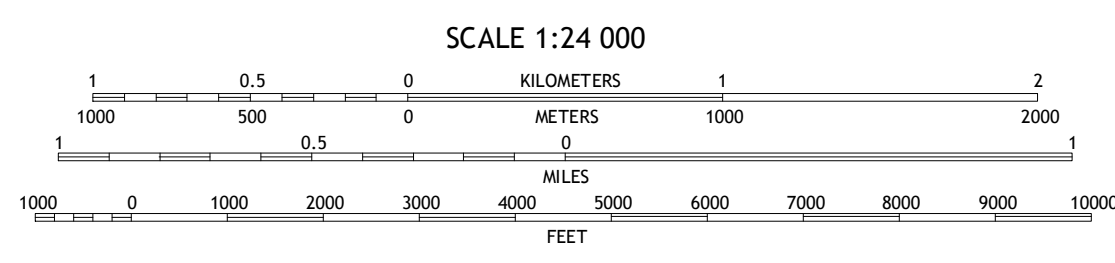 SCALE 1:24 000
1 0.5 0 KILOMETERS 1 2
1000 500 0 METERS 1000 2000
1 0.5 0 1
MILES
1000 0 1000 2000 3000 4000 5000 6000 7000 8000 9000 10000
FEET